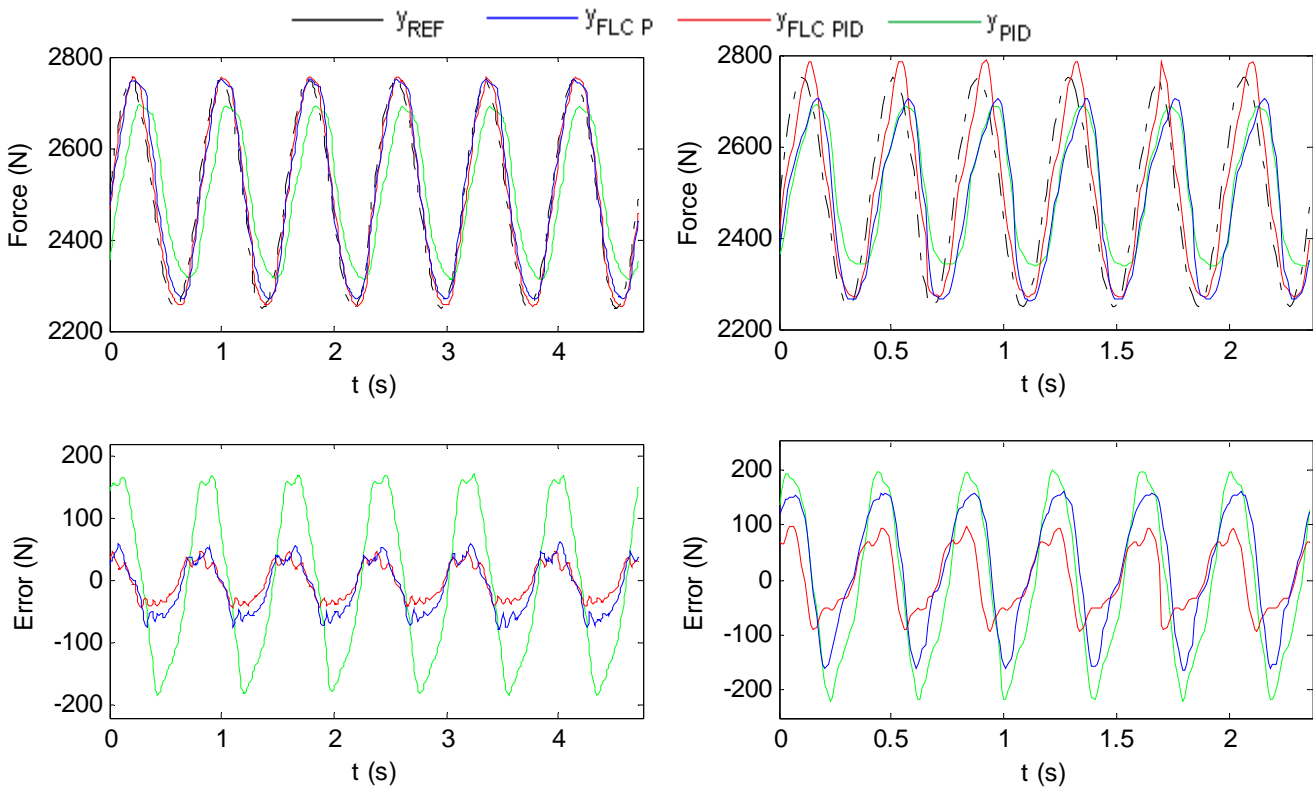 yREF yFLC P yFLC PID yPID
2800 2800
2600 2600
Force (N) Force (N)
2400 2400
2200 2200
0 1 2 3 4 0 0.5 1 1.5 2
t (s) t (s)
200 200
100 100
Error (N) Error (N)
0 0
-100 -100
-200 -200
0 1 2 3 4 0 0.5 1 1.5 2
t (s) t (s)